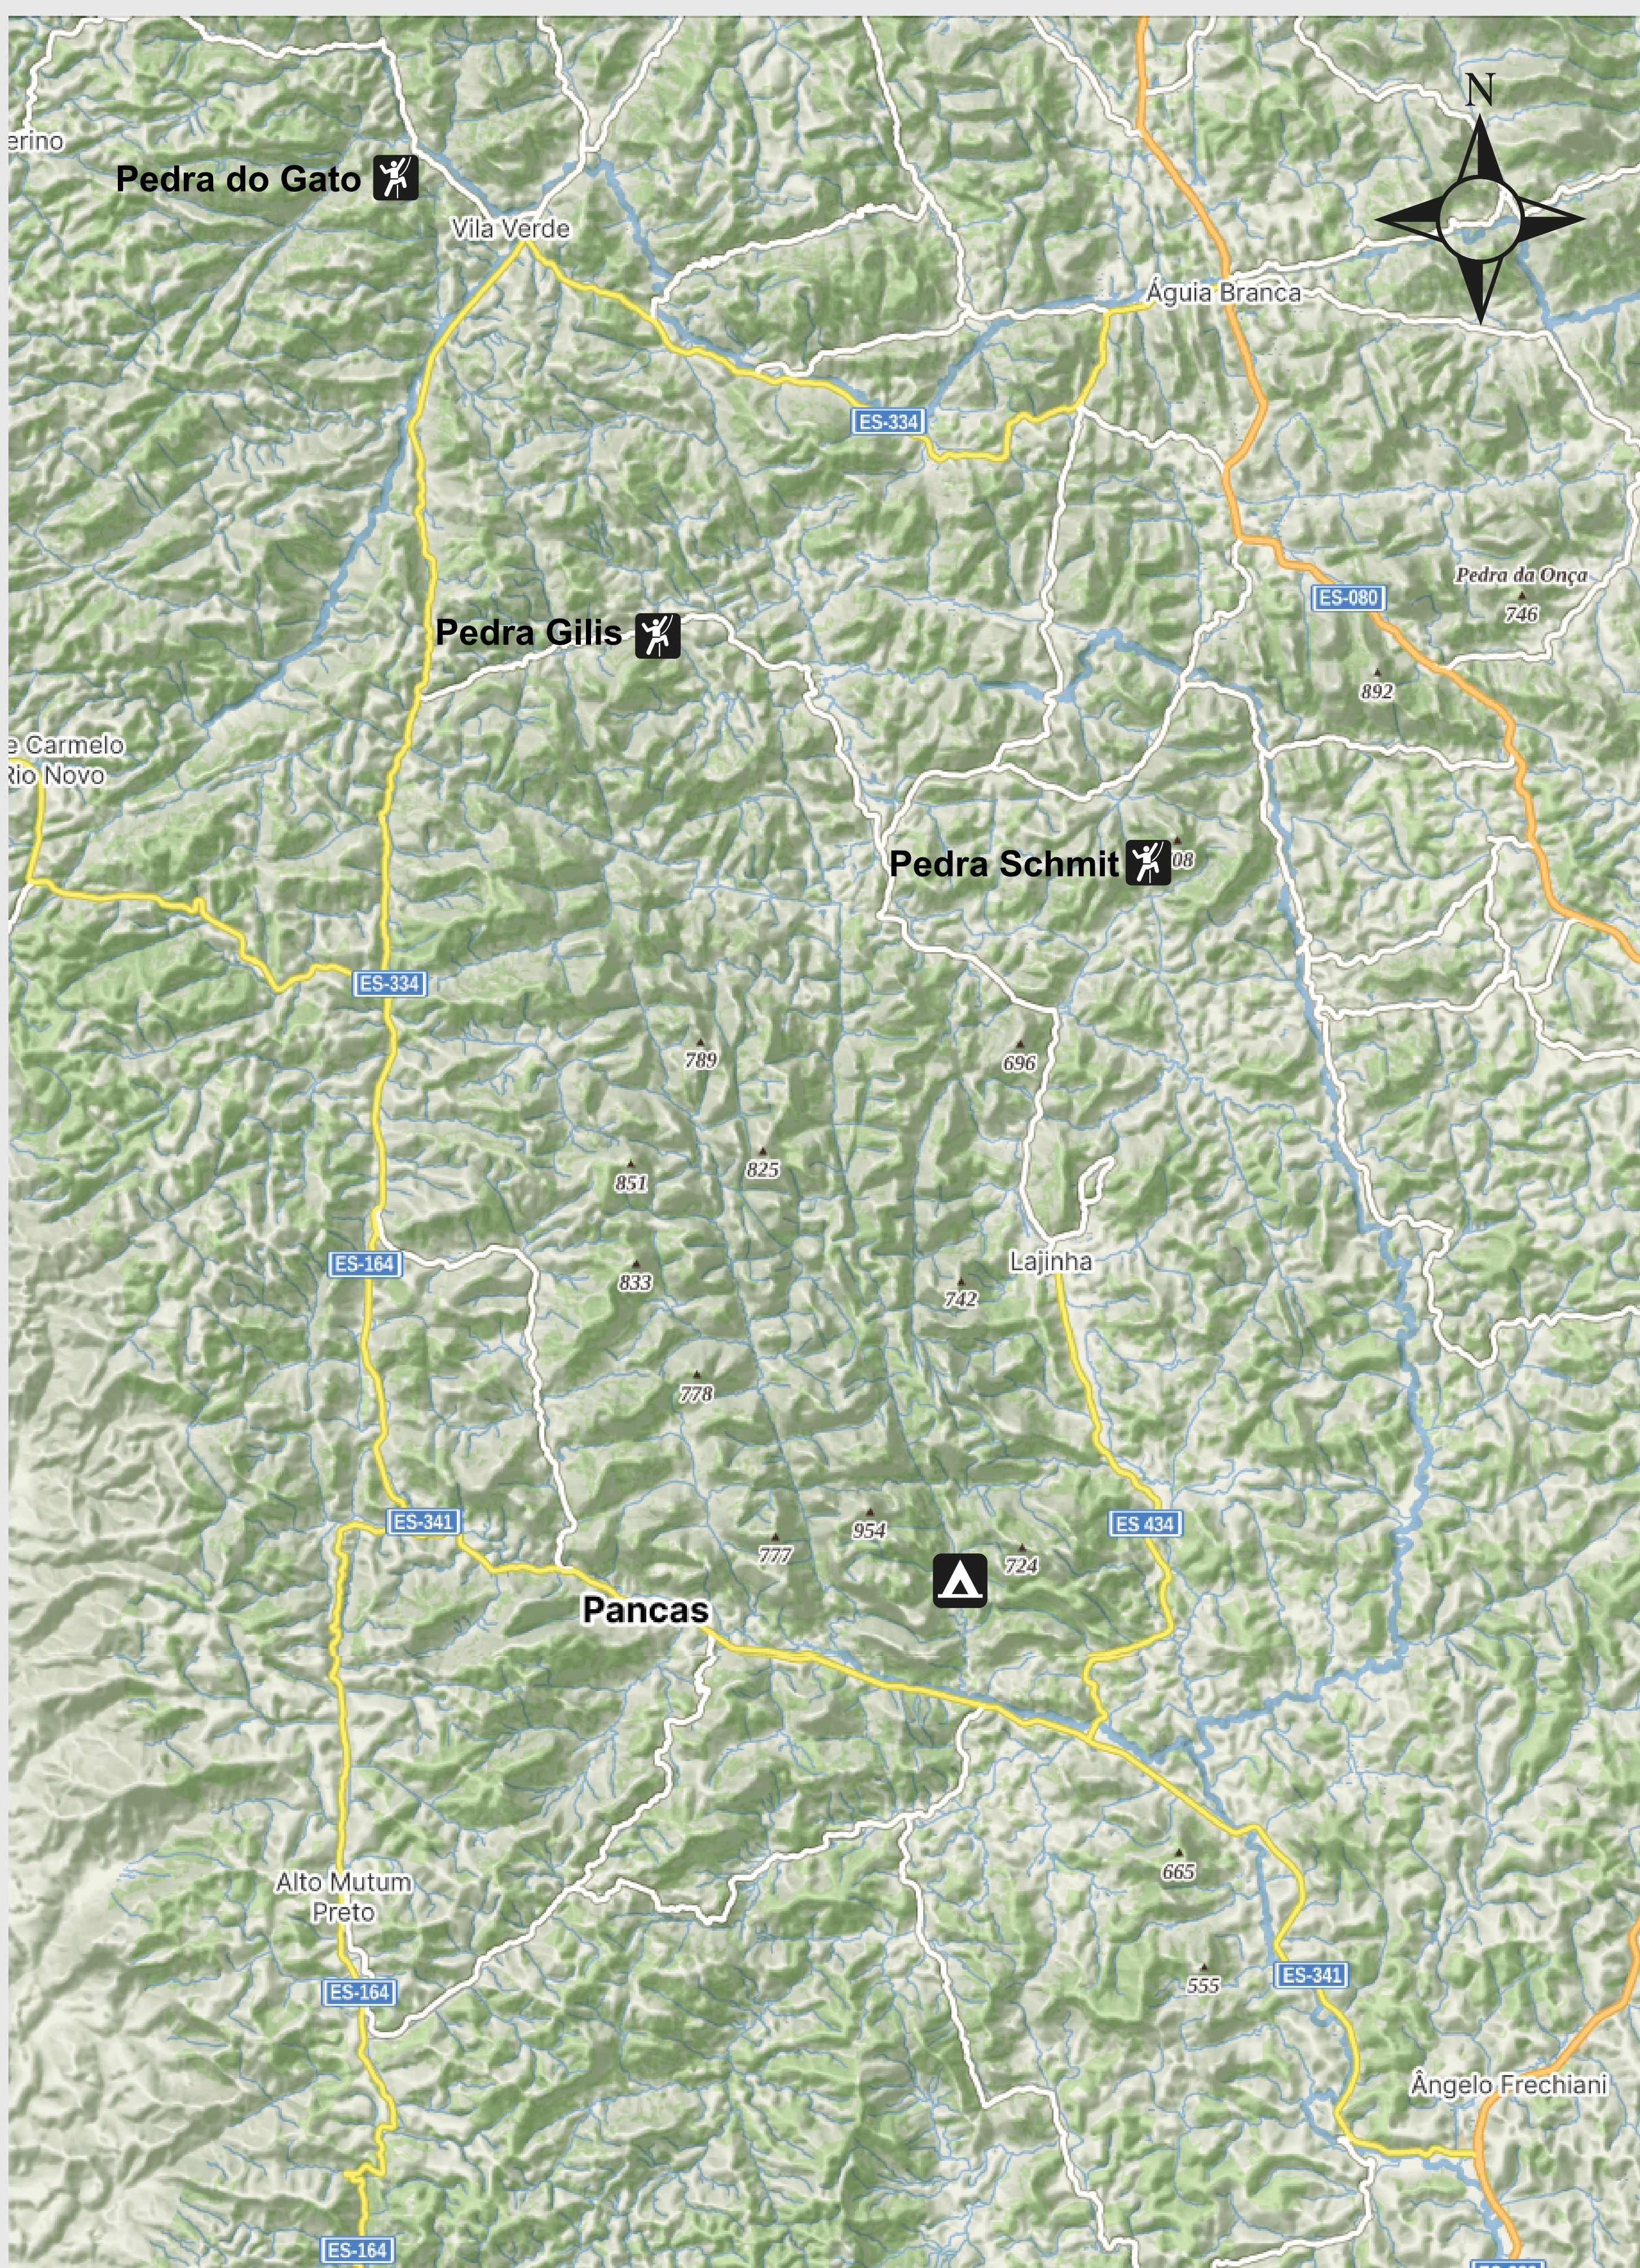 N
erino
Pedra do Gato
Vila Verde
Águia Branca
ES-334
Pedra da Onça
746
ES-080
Pedra Gilis
892
e Carmelo
Rio Novo
Pedra Schmit
08
ES-334
789
696
851
825
ES-164
Lajinha
833
742
778
ES-341
954
ES 434
777
724
Pancas
665
Alto Mutum
Preto
ES-341
555
ES-164
Ângelo Frechiani
ES-164